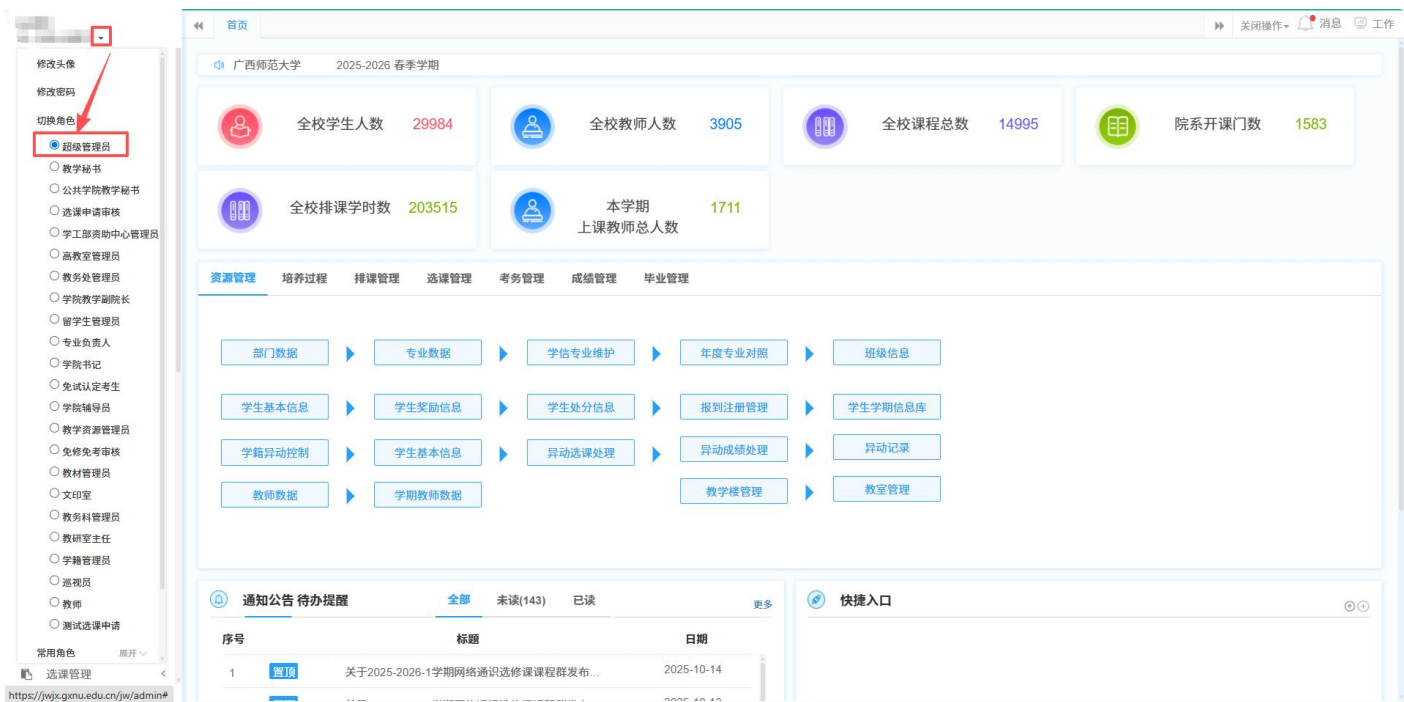 首页
关闭操作
消息
工作
修改头像
修改密码
切换角色
超级管理员
教学秘书
公共学院教学秘书
选课申请审核
学工部资助中心管理员
高教室管理员
教务处管理员
学院教学副院长
留学生管理员
专业负责人
学院书记
免试认定考生
学院辅导员
教学资源管理员
免修免考审核
教材管理员
文印室
教务科管理员
教研室主任
学籍管理员
巡视员
教师
测试选课申请
常用角色 展开
选课管理
https://jwjx.gxnu.edu.cn/jw/admin#
广西师范大学 2025-2026 春季学期
全校学生人数 29984
全校教师人数 3905
全校课程总数 14995
院系开课门数 1583
全校排课学时数 203515
本学期
上课教师总人数 1711
资源管理 培养过程 排课管理 选课管理 考务管理 成绩管理 毕业管理
部门数据 专业数据 学信专业维护 年度专业对照 班级信息
学生基本信息 学生奖励信息 学生处分信息 报到注册管理 学生学期信息库
学籍异动控制 学生基本信息 异动选课处理 异动成绩处理 异动记录
教师数据 学期教师数据 教学楼管理 教室管理
通知公告 待办提醒 全部 未读(143) 已读 更多
序号 标题 日期
1 置顶 关于2025-2026-1学期网络通识选修课课程群发布... 2025-10-14
快捷入口